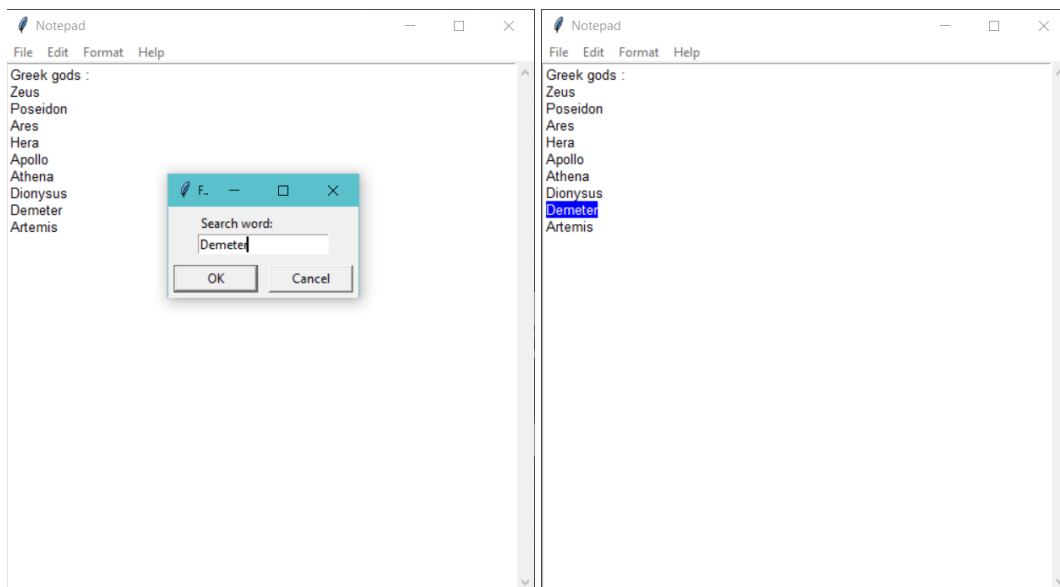 Notepad
File Edit Format Help
Greek gods :
Zeus
Poseidon
Ares
Hera
Apollo
Athena
Dionysus
Demeter
Artemis
F..
Search word:
Demeter
OK Cancel
Notepad
File Edit Format Help
Greek gods :
Zeus
Poseidon
Ares
Hera
Apollo
Athena
Dionysus
Demeter
Artemis